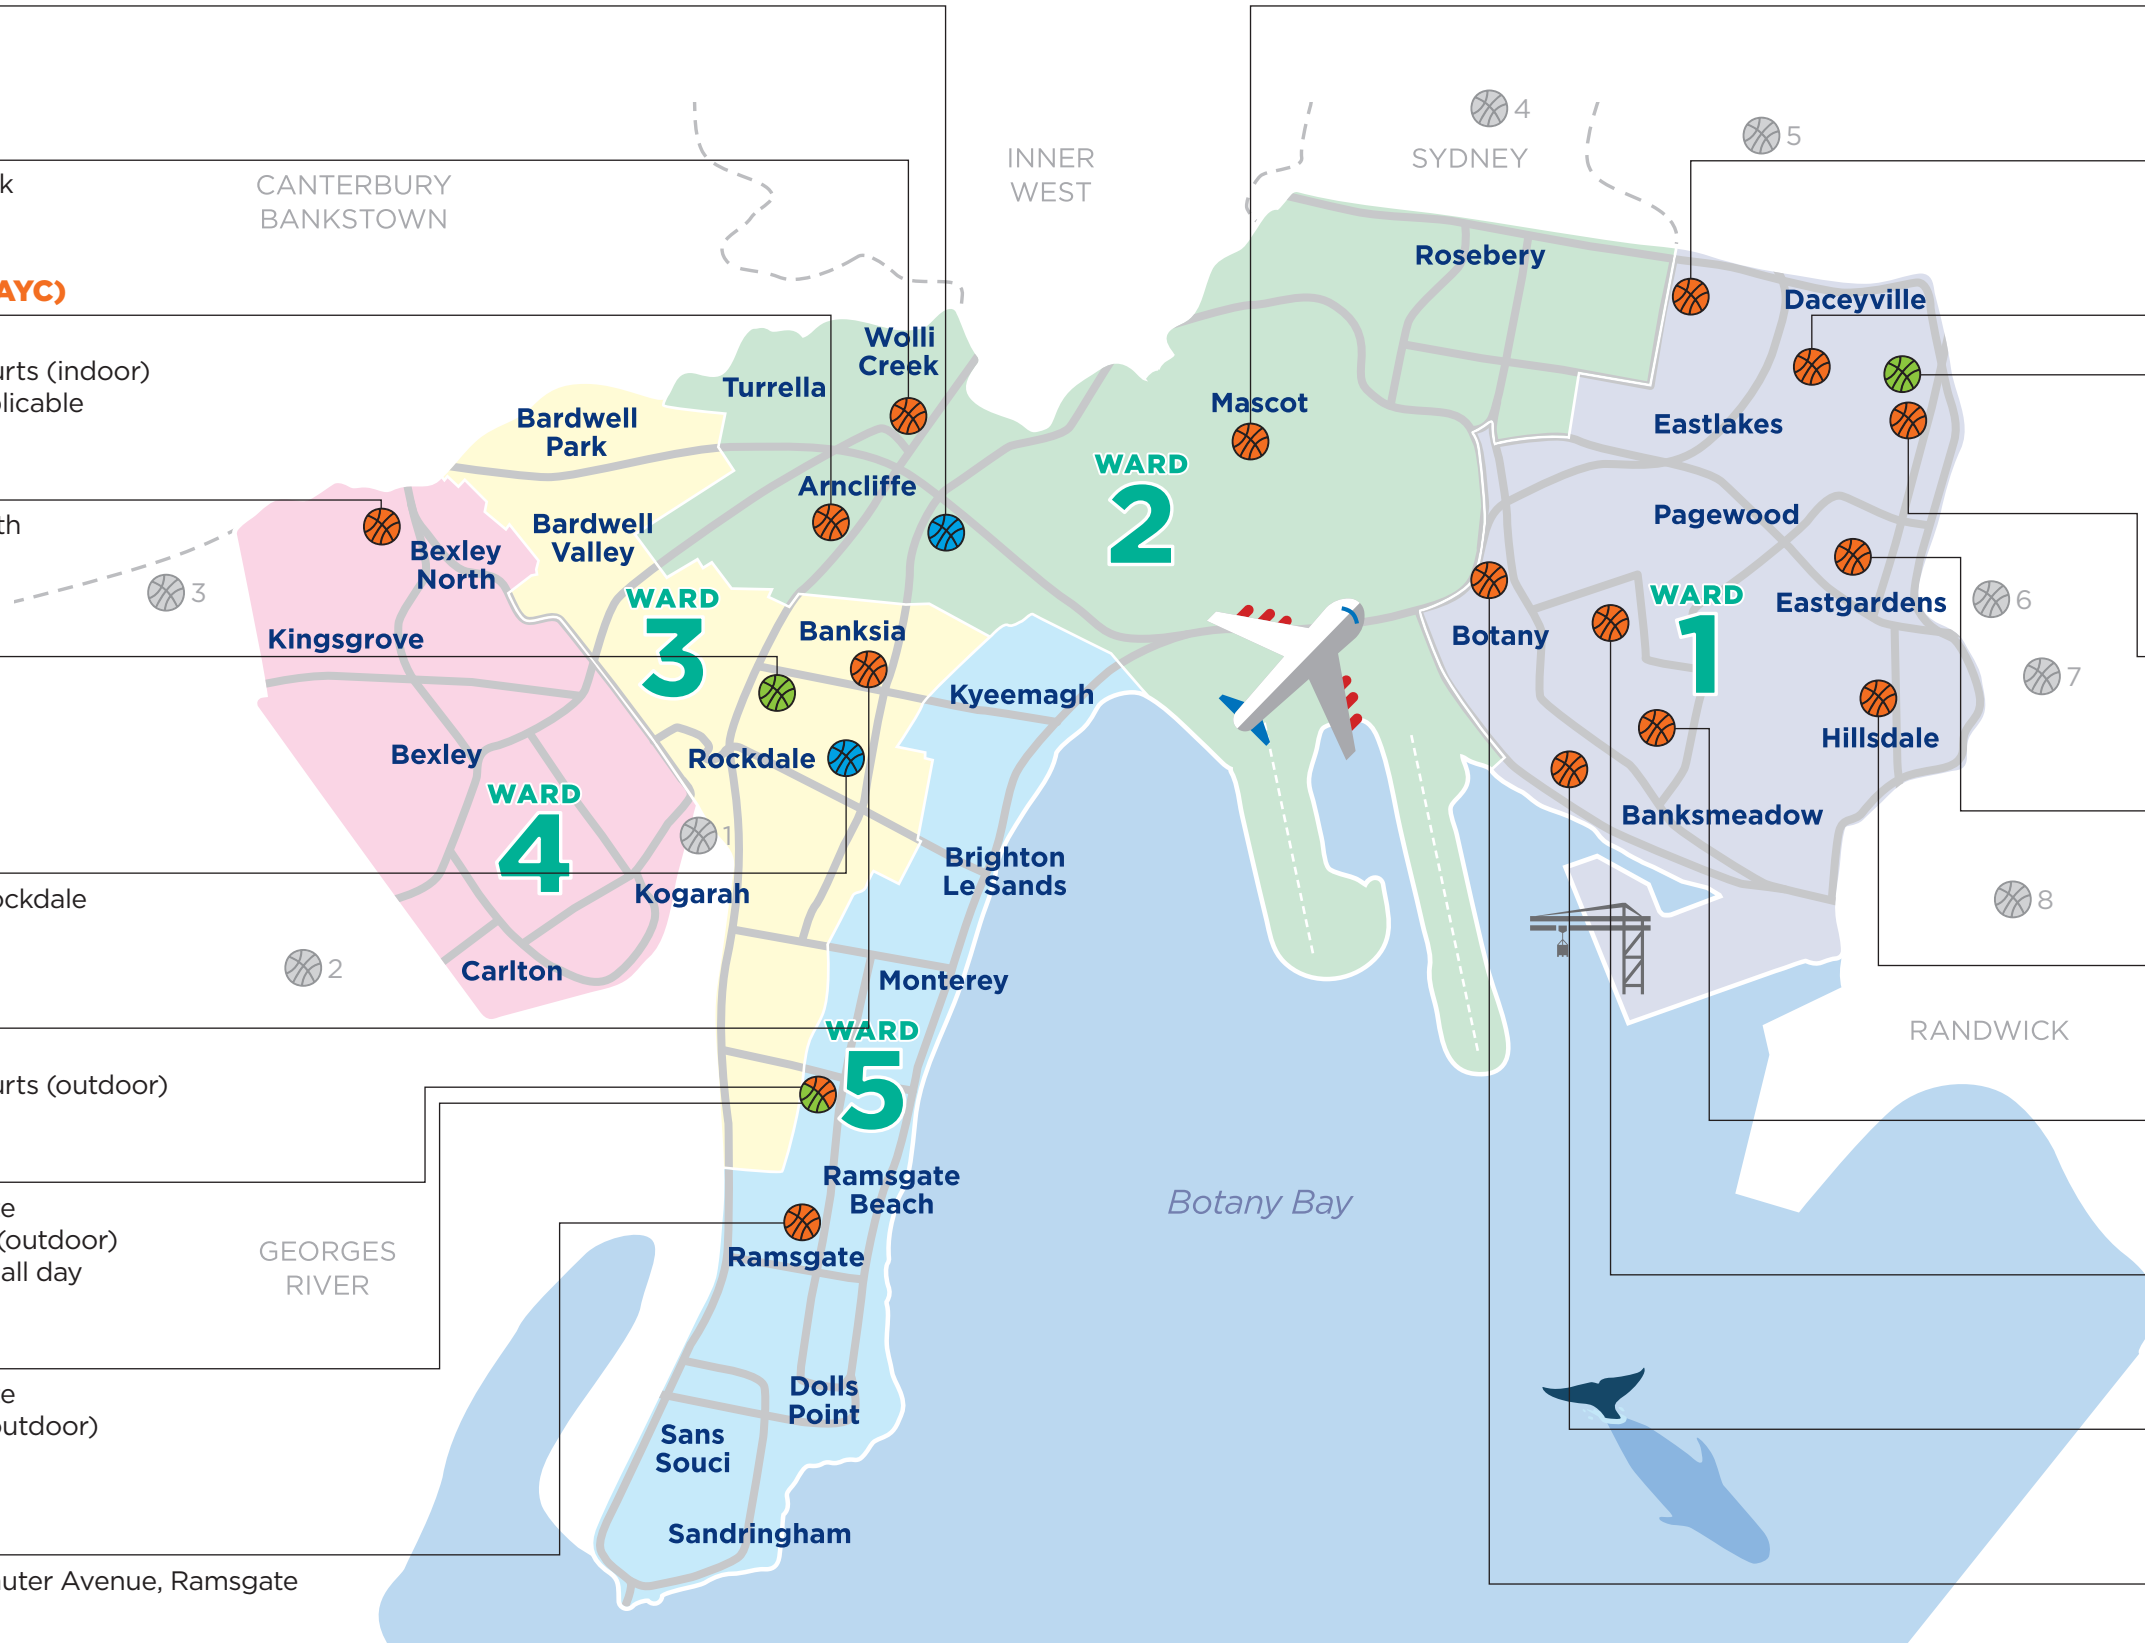 4
5
INNER
WEST
SYDNEY
CANTERBURY
BANKSTOWN
k
AYC)
Rosebery
Daceyville
Wolli
Creek
Turrella
urts (indoor)
licable
Mascot
Bardwell
Park
Eastlakes
WARD
2
Arncliffe
Pagewood
th
Bardwell
Valley
Bexley
North
3
WARD
3
WARD
1
Eastgardens
6
Banksia
Botany
Kingsgrove
7
Kyeemagh
Hillsdale
Bexley
Rockdale
WARD
4
1
Banksmeadow
Brighton
Le Sands
Kogarah
ockdale
8
2
Carlton
Monterey
WARD
5
RANDWICK
urts (outdoor)
Ramsgate
Beach
Botany Bay
e
(outdoor)
all day
GEORGES
RIVER
Ramsgate
e
outdoor)
Dolls
Point
Sans
Souci
Sandringham
uter Avenue, Ramsgate